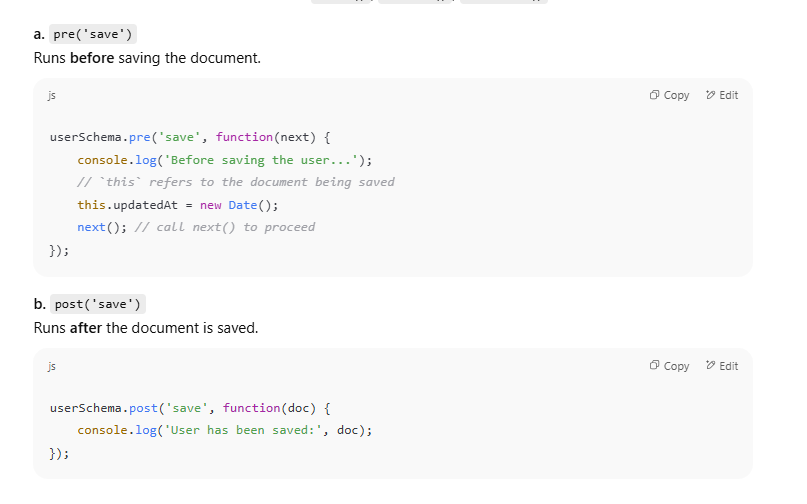 a. pre('save')
Runs before saving the document.
js
Copy Edit
userSchema.pre('save', function(next) {
    console.log('Before saving the user...');
    // `this` refers to the document being saved
    this.updatedAt = new Date();
    next(); // call next() to proceed
});
b. post('save')
Runs after the document is saved.
js
Copy Edit
userSchema.post('save', function(doc) {
    console.log('User has been saved:', doc);
});